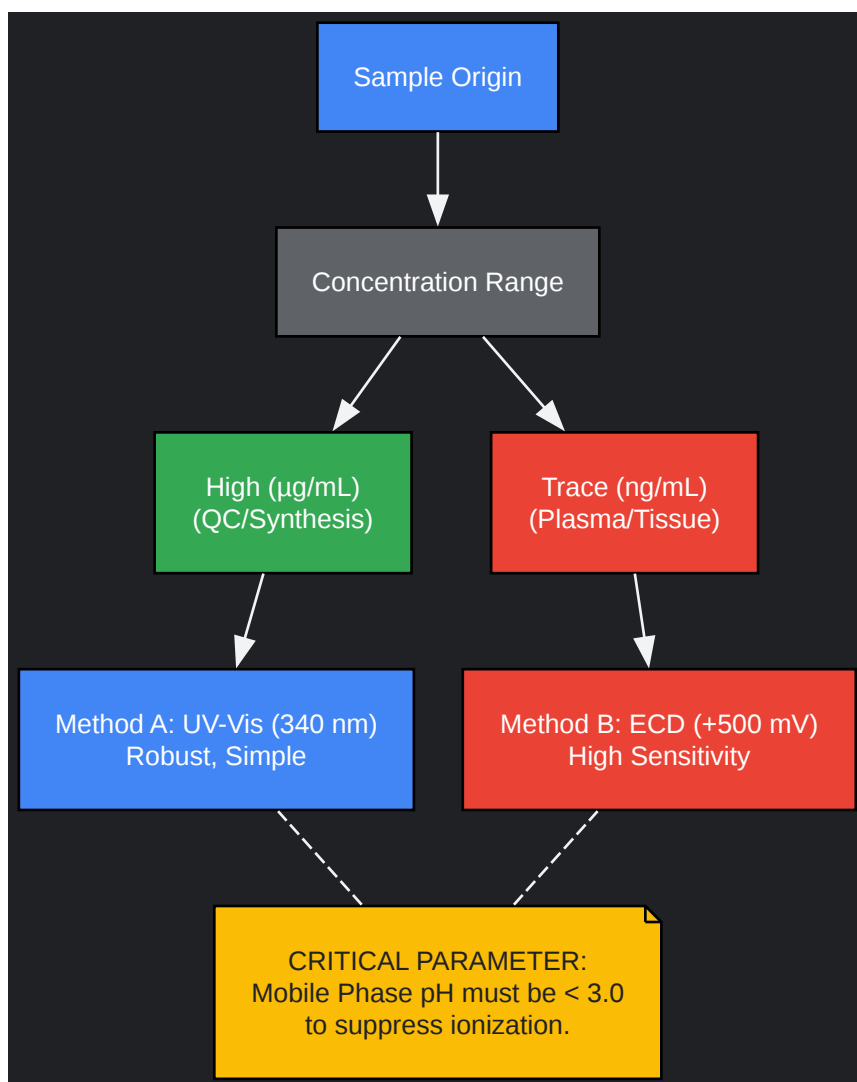 Sample Origin
Concentration Range
High (µg/mL)
(QC/Synthesis)
Trace (ng/mL)
(Plasma/Tissue)
Method A: UV-Vis (340 nm)
Robust, Simple
Method B: ECD (+500 mV)
High Sensitivity
CRITICAL PARAMETER:
Mobile Phase pH must be < 3.0
to suppress ionization.